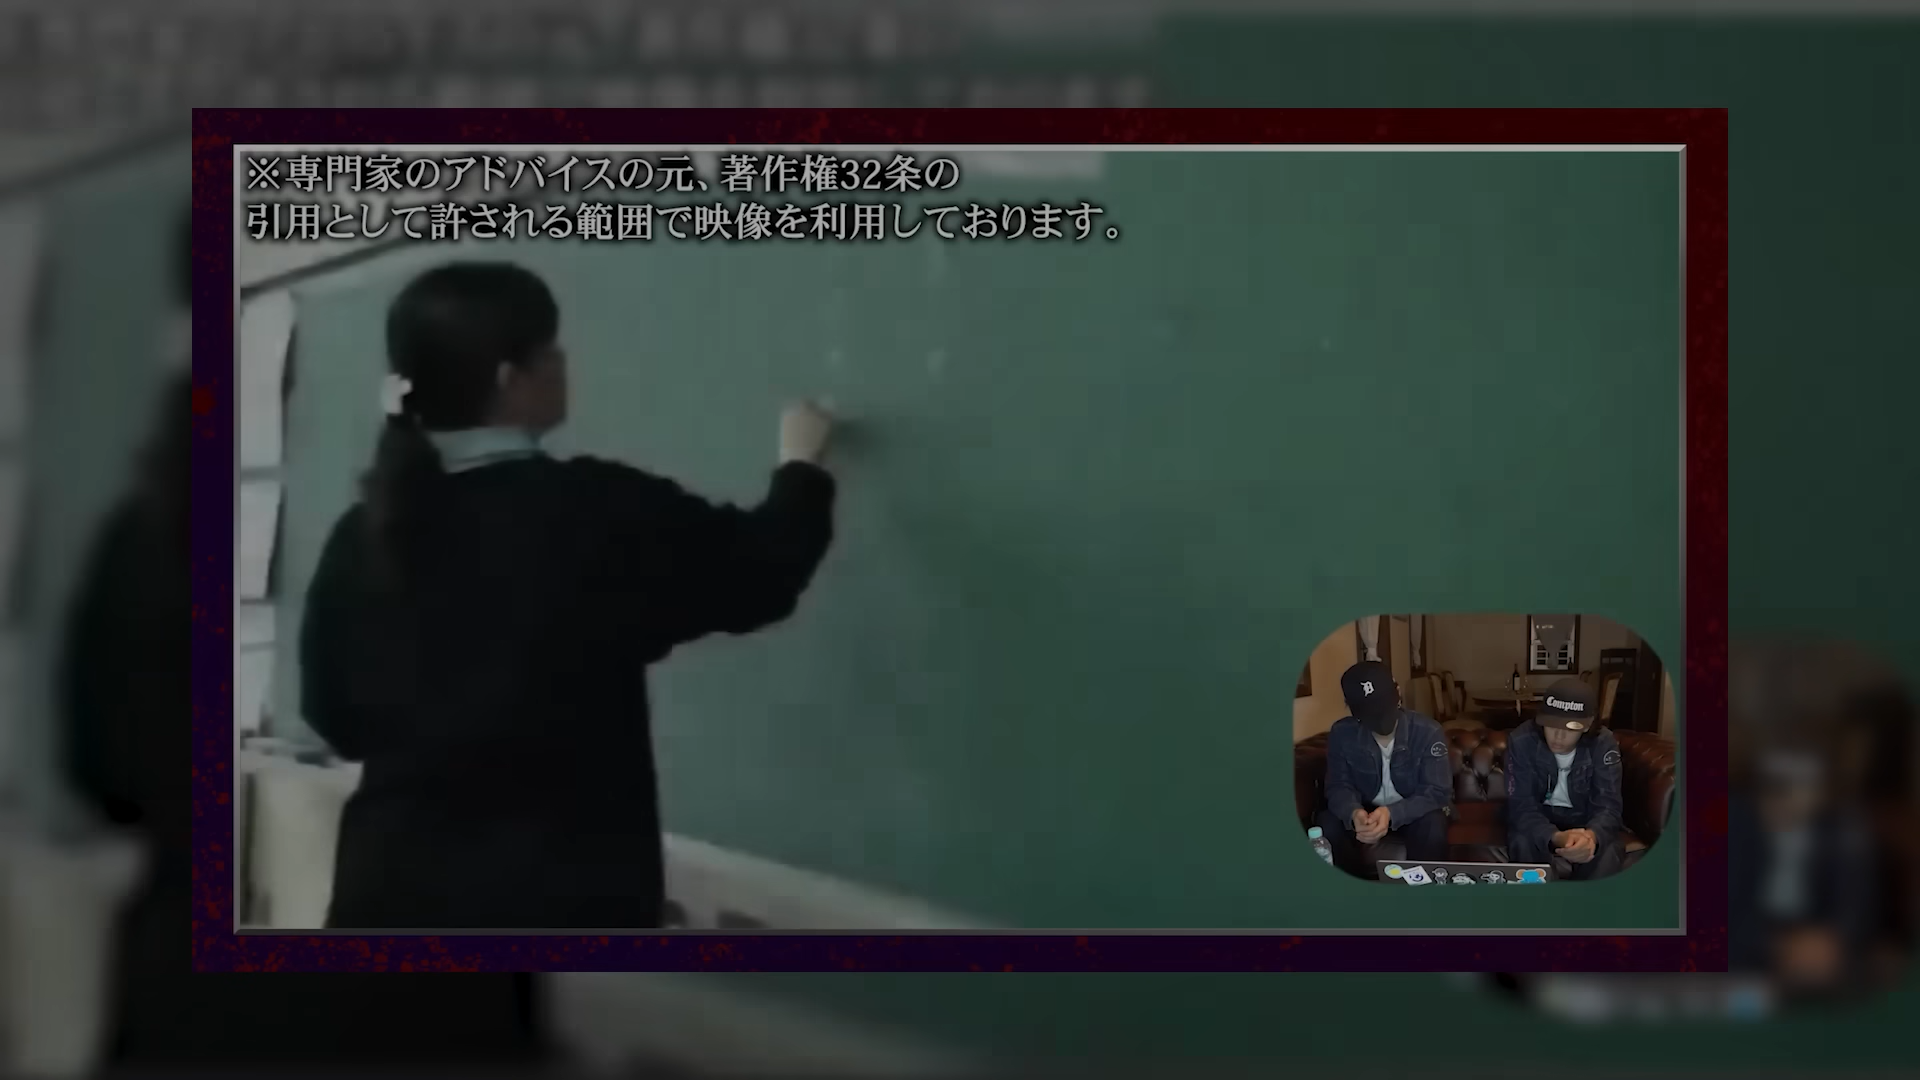 ※専門家のアドバイスの元、著作権32条の
引用として許される範囲で映像を利用しております。
Compton